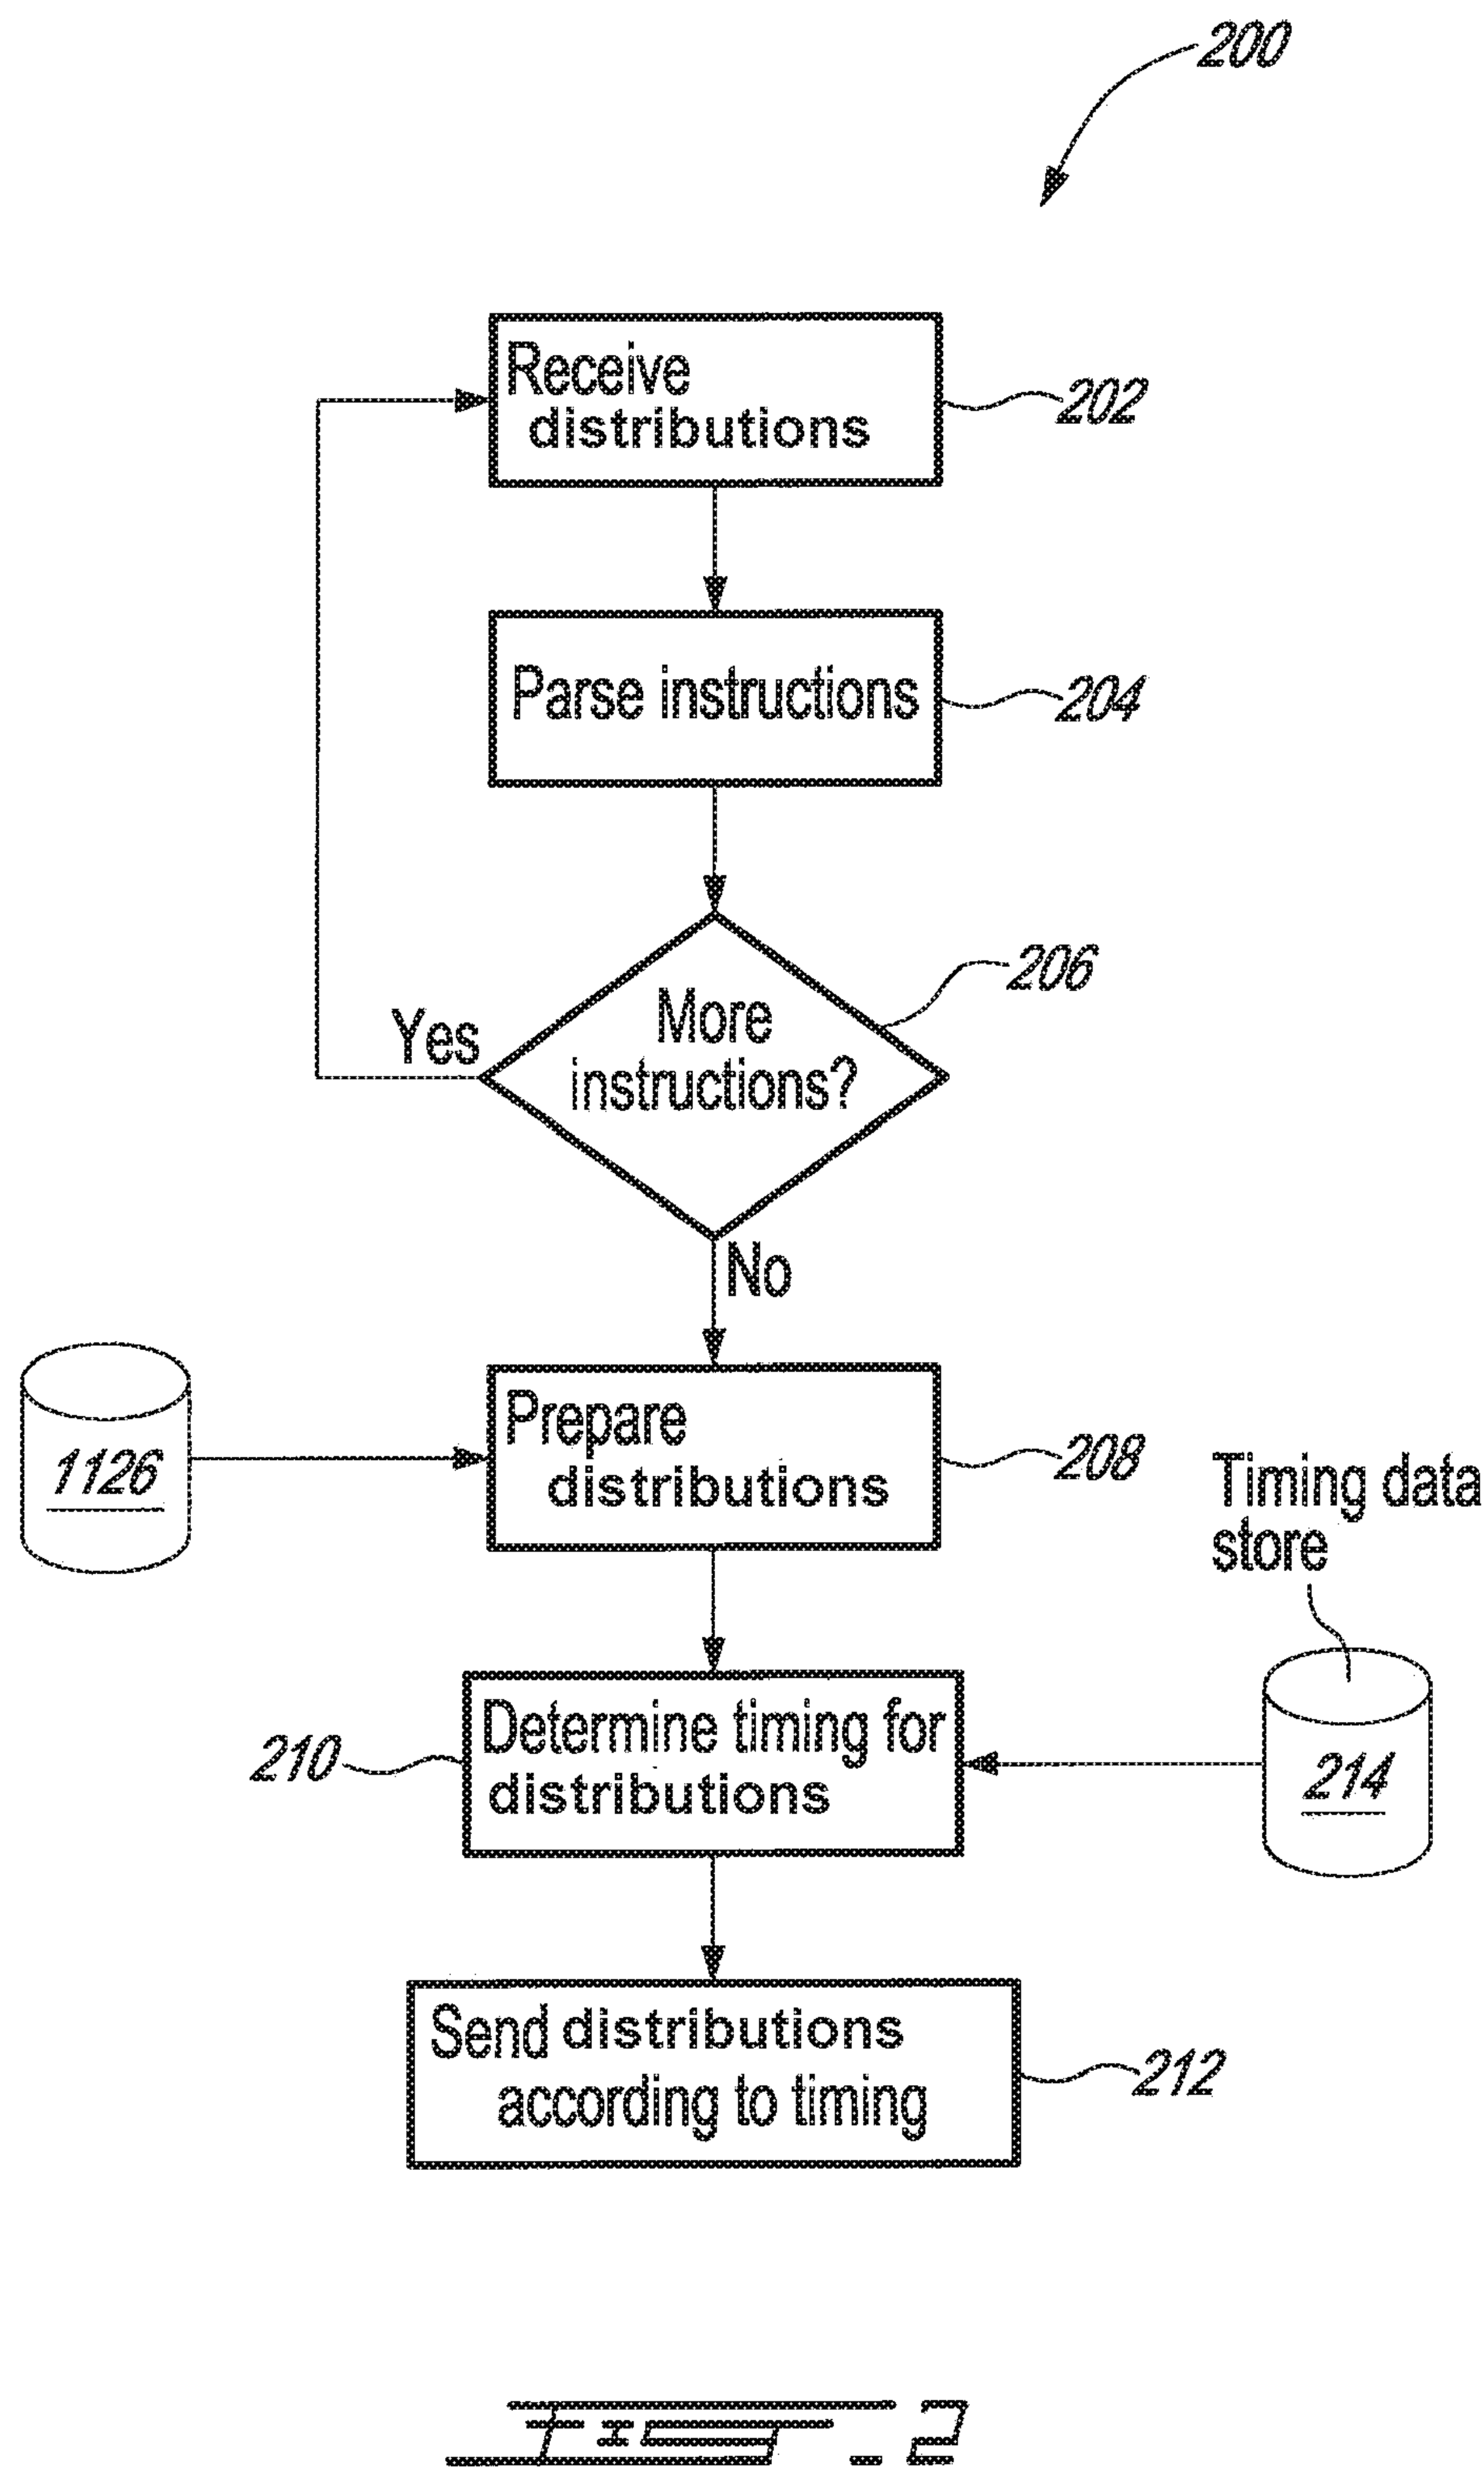 200
Receive
distributions
202
Parse instructions
204
206
More
instructions?
Yes
No
1126
Prepare
distributions
208
Timing data
store
210
Determine timing for
distributions
214
Send distributions
according to timing
212
FIG_2